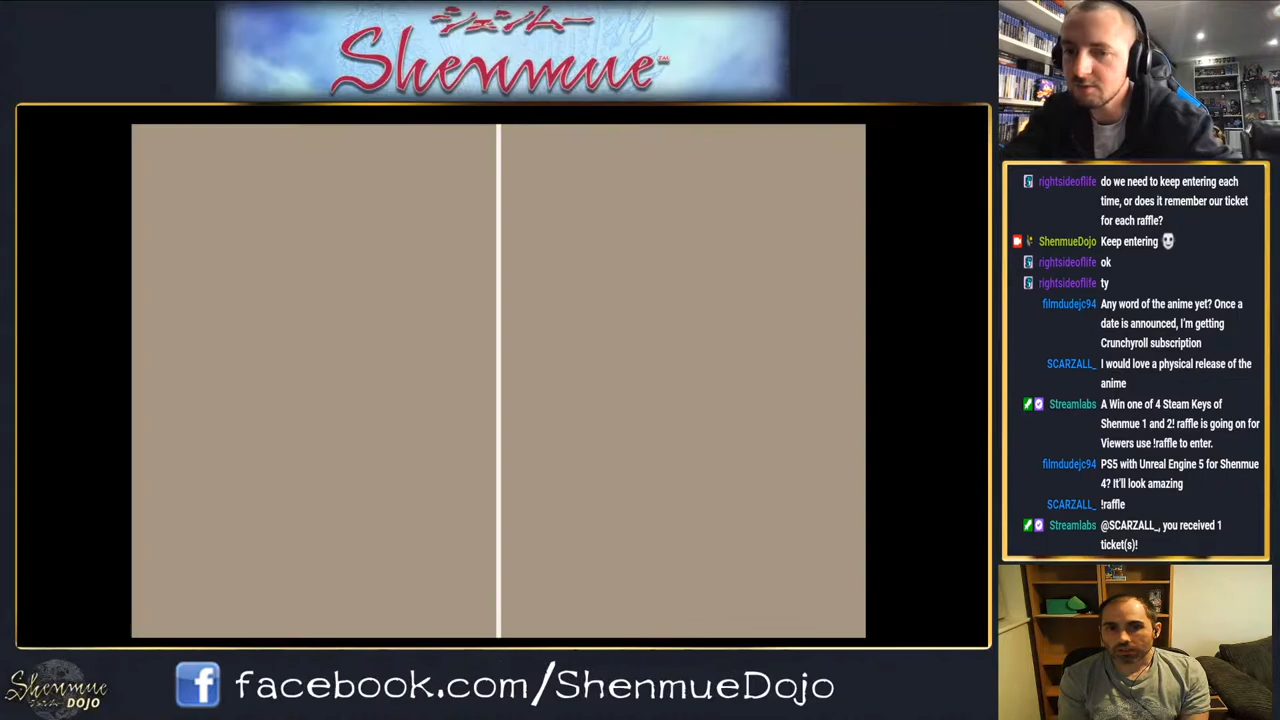 シェンムー
Shenmue™
rightsideoflife do we need to keep entering each
time, or does it remember our ticket
for each raffle?
ShenmueDojo Keep entering
rightsideoflife ok
rightsideoflife ty
filmdudejc94 Any word of the anime yet? Once a
date is announced, I'm getting
Crunchyroll subscription
SCARZALL_ I would love a physical release of the
anime
Streamlabs A Win one of 4 Steam Keys of
Shenmue 1 and 2! raffle is going on for
Viewers use !raffle to enter.
filmdudejc94 PS5 with Unreal Engine 5 for Shenmue
4? It'll look amazing
SCARZALL_ !raffle
Streamlabs @SCARZALL_, you received 1
ticket(s)!
Shenmue
DOJO
facebook.com/ShenmueDojo